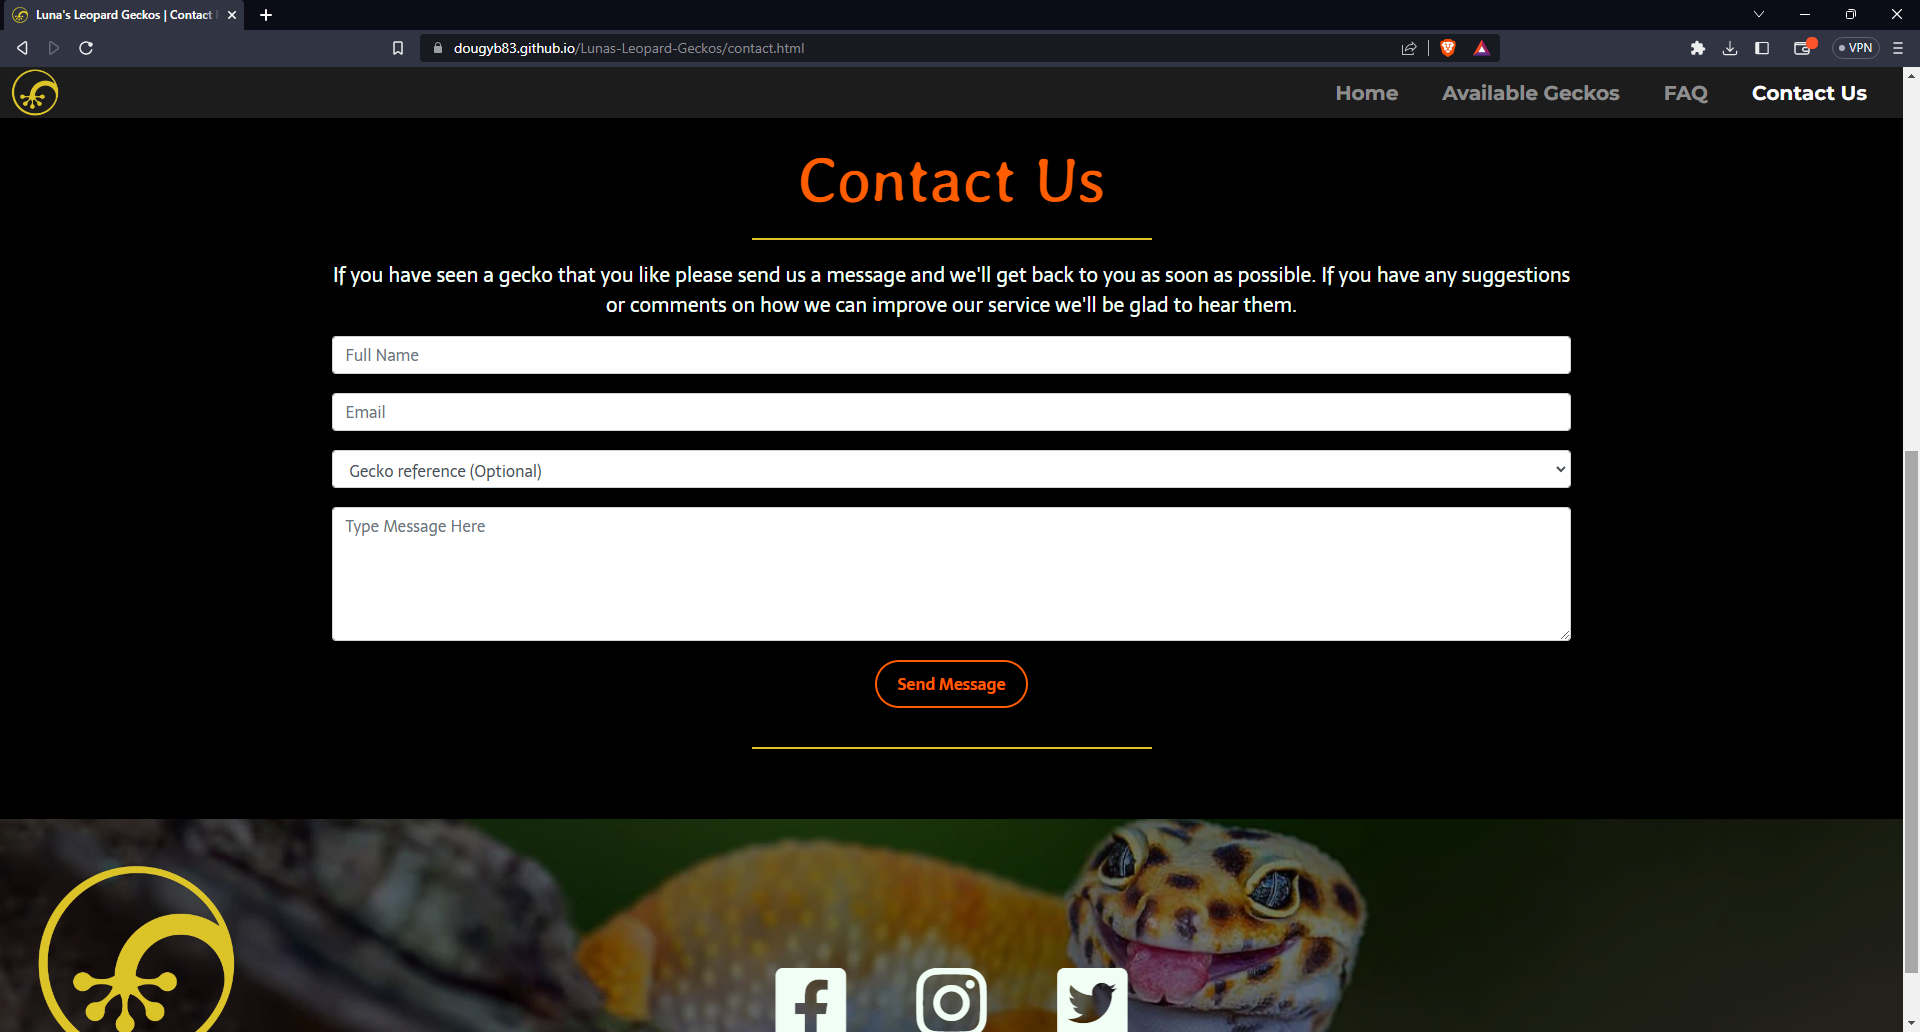 Luna's Leopard Geckos | Contact
dougyb83.github.io/Lunas-Leopard-Geckos/contact.html
VPN
Home
Available Geckos
FAQ
Contact Us
Contact Us
If you have seen a gecko that you like please send us a message and we'll get back to you as soon as possible. If you have any suggestions
or comments on how we can improve our service we'll be glad to hear them.
Full Name
Email
Gecko reference (Optional)
Type Message Here
Send Message